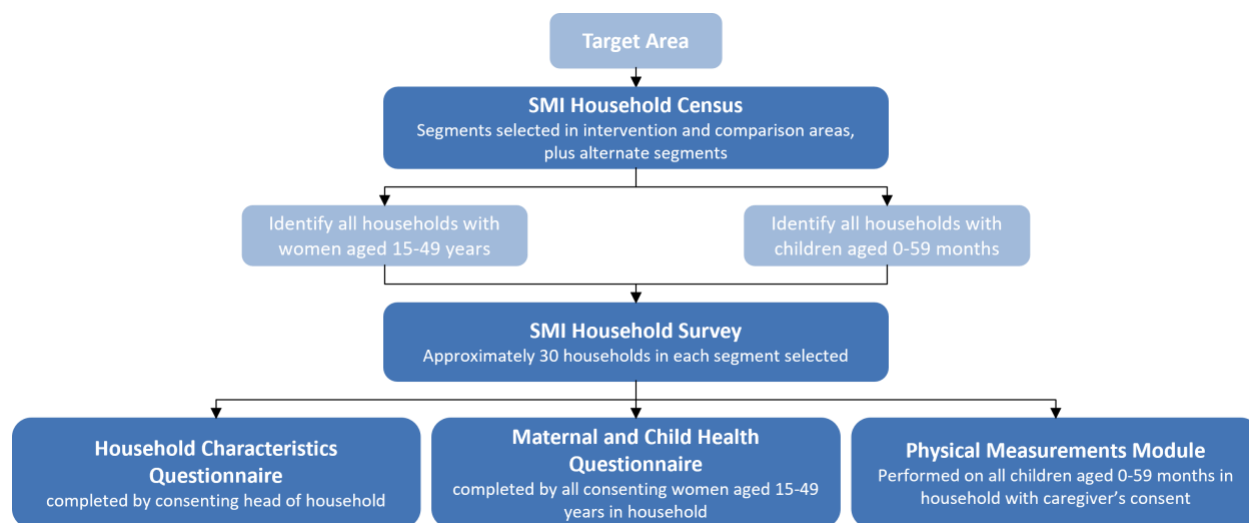 Target Area
SMI Household Census
Segments selected in intervention and comparison areas,
plus alternate segments
Identify all households with
women aged 15-49 years
Identify all households with
children aged 0-59 months
SMI Household Survey
Approximately 30 households in each segment selected
Household Characteristics
Questionnaire
completed by consenting head of household
Maternal and Child Health
Questionnaire
completed by all consenting women aged 15-49
years in household
Physical Measurements Module
Performed on all children aged 0-59 months in
household with caregiver’s consent